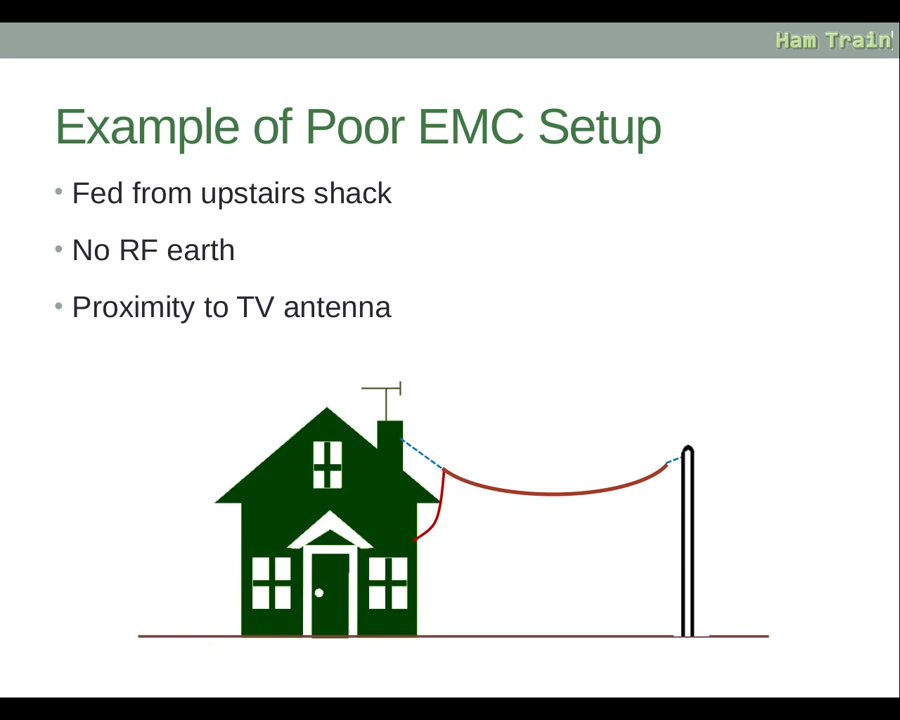 Ham Train
Example of Poor EMC Setup
• Fed from upstairs shack
• No RF earth
• Proximity to TV antenna